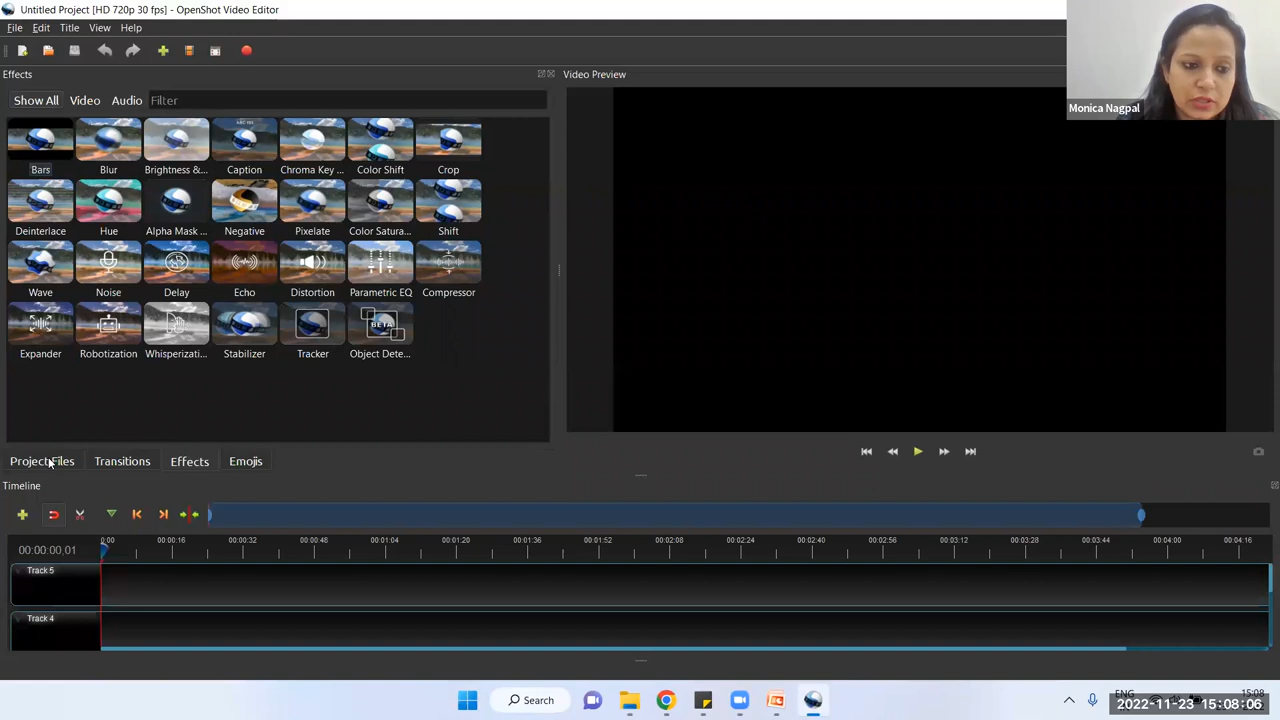 Untitled Project [HD 720p 30 fps] - OpenShot Video Editor
File Edit Title View Help
Effects
Video Preview
Monica Nagpal
Show All Video Audio Filter
Bars Blur Brightness &... Caption Chroma Key ... Color Shift Crop
Deinterlace Hue Alpha Mask ... Negative Pixelate Color Satura... Shift
Wave Noise Delay Echo Distortion Parametric EQ Compressor
Expander Robotization Whisperizati... Stabilizer Tracker Object Dete...
Project Files Transitions Effects Emojis
Timeline
00:00:00,01
0:00 00:00:16 00:00:32 00:00:48 00:01:04 00:01:20 00:01:36 00:01:52 00:02:08 00:02:24 00:02:40 00:02:56 00:03:12 00:03:28 00:03:44 00:04:00 00:04:16
Track 5
Track 4
Search
ENG
15:08
2022-11-23 15:08:06